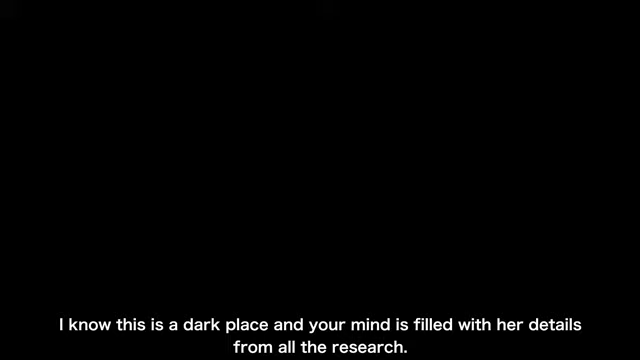 I know this is a dark place and your mind is filled with her details
from all the research.